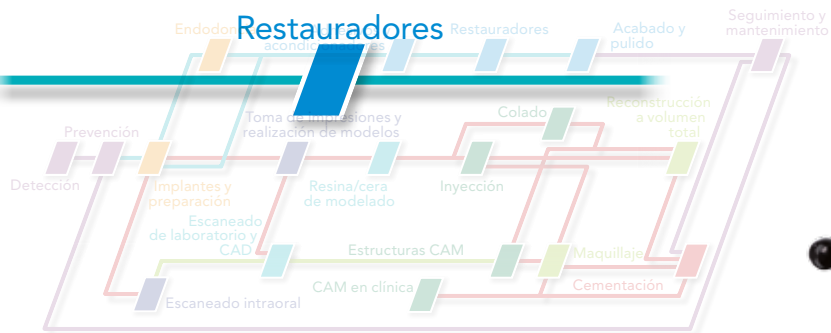 Restauradores
Endodon
acondicionadores
Restauradores
Acabado y
pulido
Seguimiento y
mantenimiento
Toma de impresiones y
realización de modelos
Colado
Reconstrucción
a volumen
total
Prevención
Detección
Implantes y
preparación
Resina/cera
de modelado
Inyección
Escaneado
de laboratorio y
CAD
Estructuras CAM
Maquillaje
Escaneado intraoral
CAM en clínica
Cementación